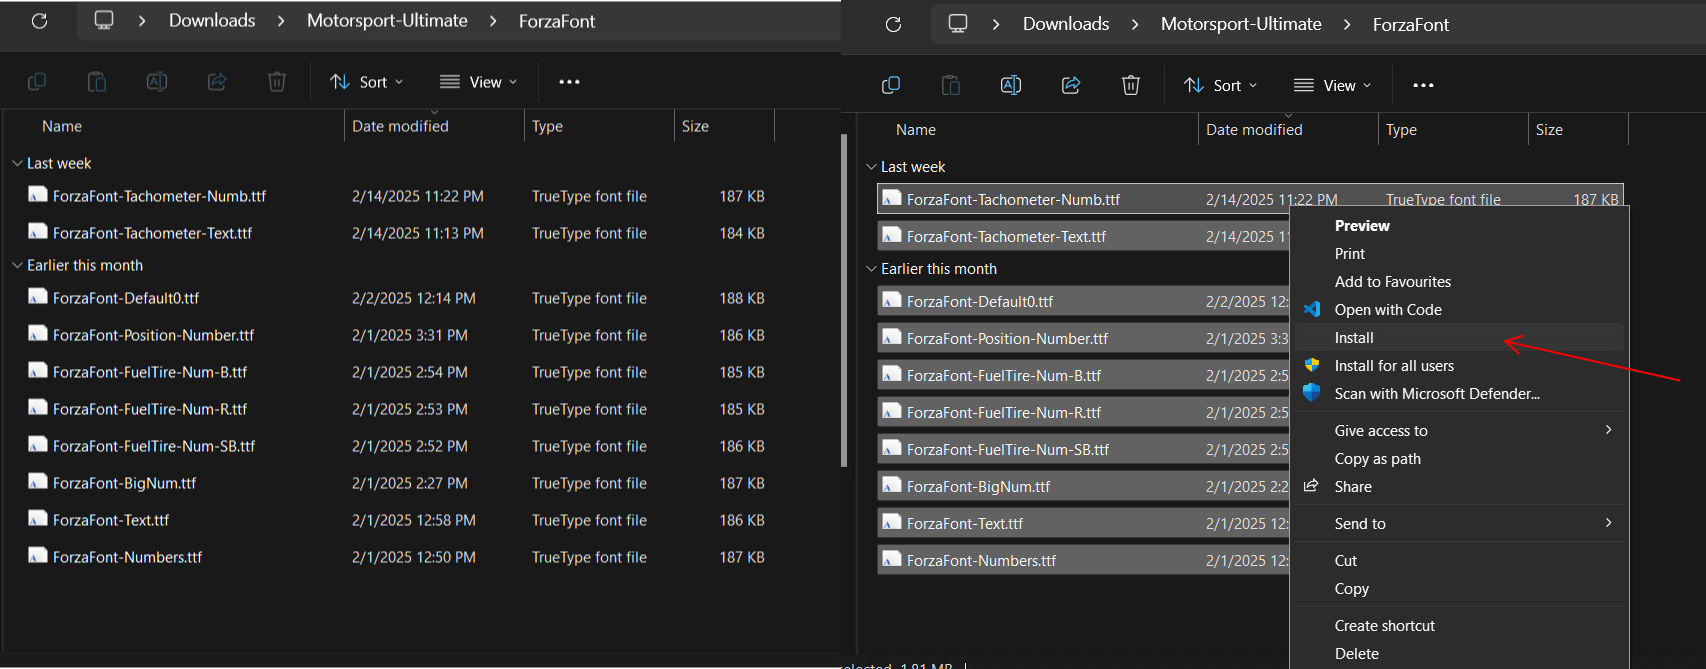 Downloads > Motorsport-Ultimate > ForzaFont
Sort View
Name Date modified Type Size
Last week
ForzaFont-Tachometer-Numb.ttf 2/14/2025 11:22 PM TrueType font file 187 KB
ForzaFont-Tachometer-Text.ttf 2/14/2025 11:13 PM TrueType font file 184 KB
Earlier this month
ForzaFont-Default0.ttf 2/2/2025 12:14 PM TrueType font file 188 KB
ForzaFont-Position-Number.ttf 2/1/2025 3:31 PM TrueType font file 186 KB
ForzaFont-FuelTire-Num-B.ttf 2/1/2025 2:54 PM TrueType font file 185 KB
ForzaFont-FuelTire-Num-R.ttf 2/1/2025 2:53 PM TrueType font file 185 KB
ForzaFont-FuelTire-Num-SB.ttf 2/1/2025 2:52 PM TrueType font file 186 KB
ForzaFont-BigNum.ttf 2/1/2025 2:27 PM TrueType font file 187 KB
ForzaFont-Text.ttf 2/1/2025 12:58 PM TrueType font file 186 KB
ForzaFont-Numbers.ttf 2/1/2025 12:50 PM TrueType font file 187 KB
Downloads > Motorsport-Ultimate > ForzaFont
Sort View
Name Date modified Type Size
Last week
ForzaFont-Tachometer-Numb.ttf 2/14/2025 11:22 PM TrueType font file 187 KB
ForzaFont-Tachometer-Text.ttf 2/14/2025 11
Earlier this month
ForzaFont-Default0.ttf 2/2/2025 12:
ForzaFont-Position-Number.ttf 2/1/2025 3:3
ForzaFont-FuelTire-Num-B.ttf 2/1/2025 2:5
ForzaFont-FuelTire-Num-R.ttf 2/1/2025 2:5
ForzaFont-FuelTire-Num-SB.ttf 2/1/2025 2:5
ForzaFont-BigNum.ttf 2/1/2025 2:2
ForzaFont-Text.ttf 2/1/2025 12:
ForzaFont-Numbers.ttf 2/1/2025 12:
Preview
Print
Add to Favourites
Open with Code
Install
Install for all users
Scan with Microsoft Defender...
Give access to
Copy as path
Share
Send to
Cut
Copy
Create shortcut
Delete